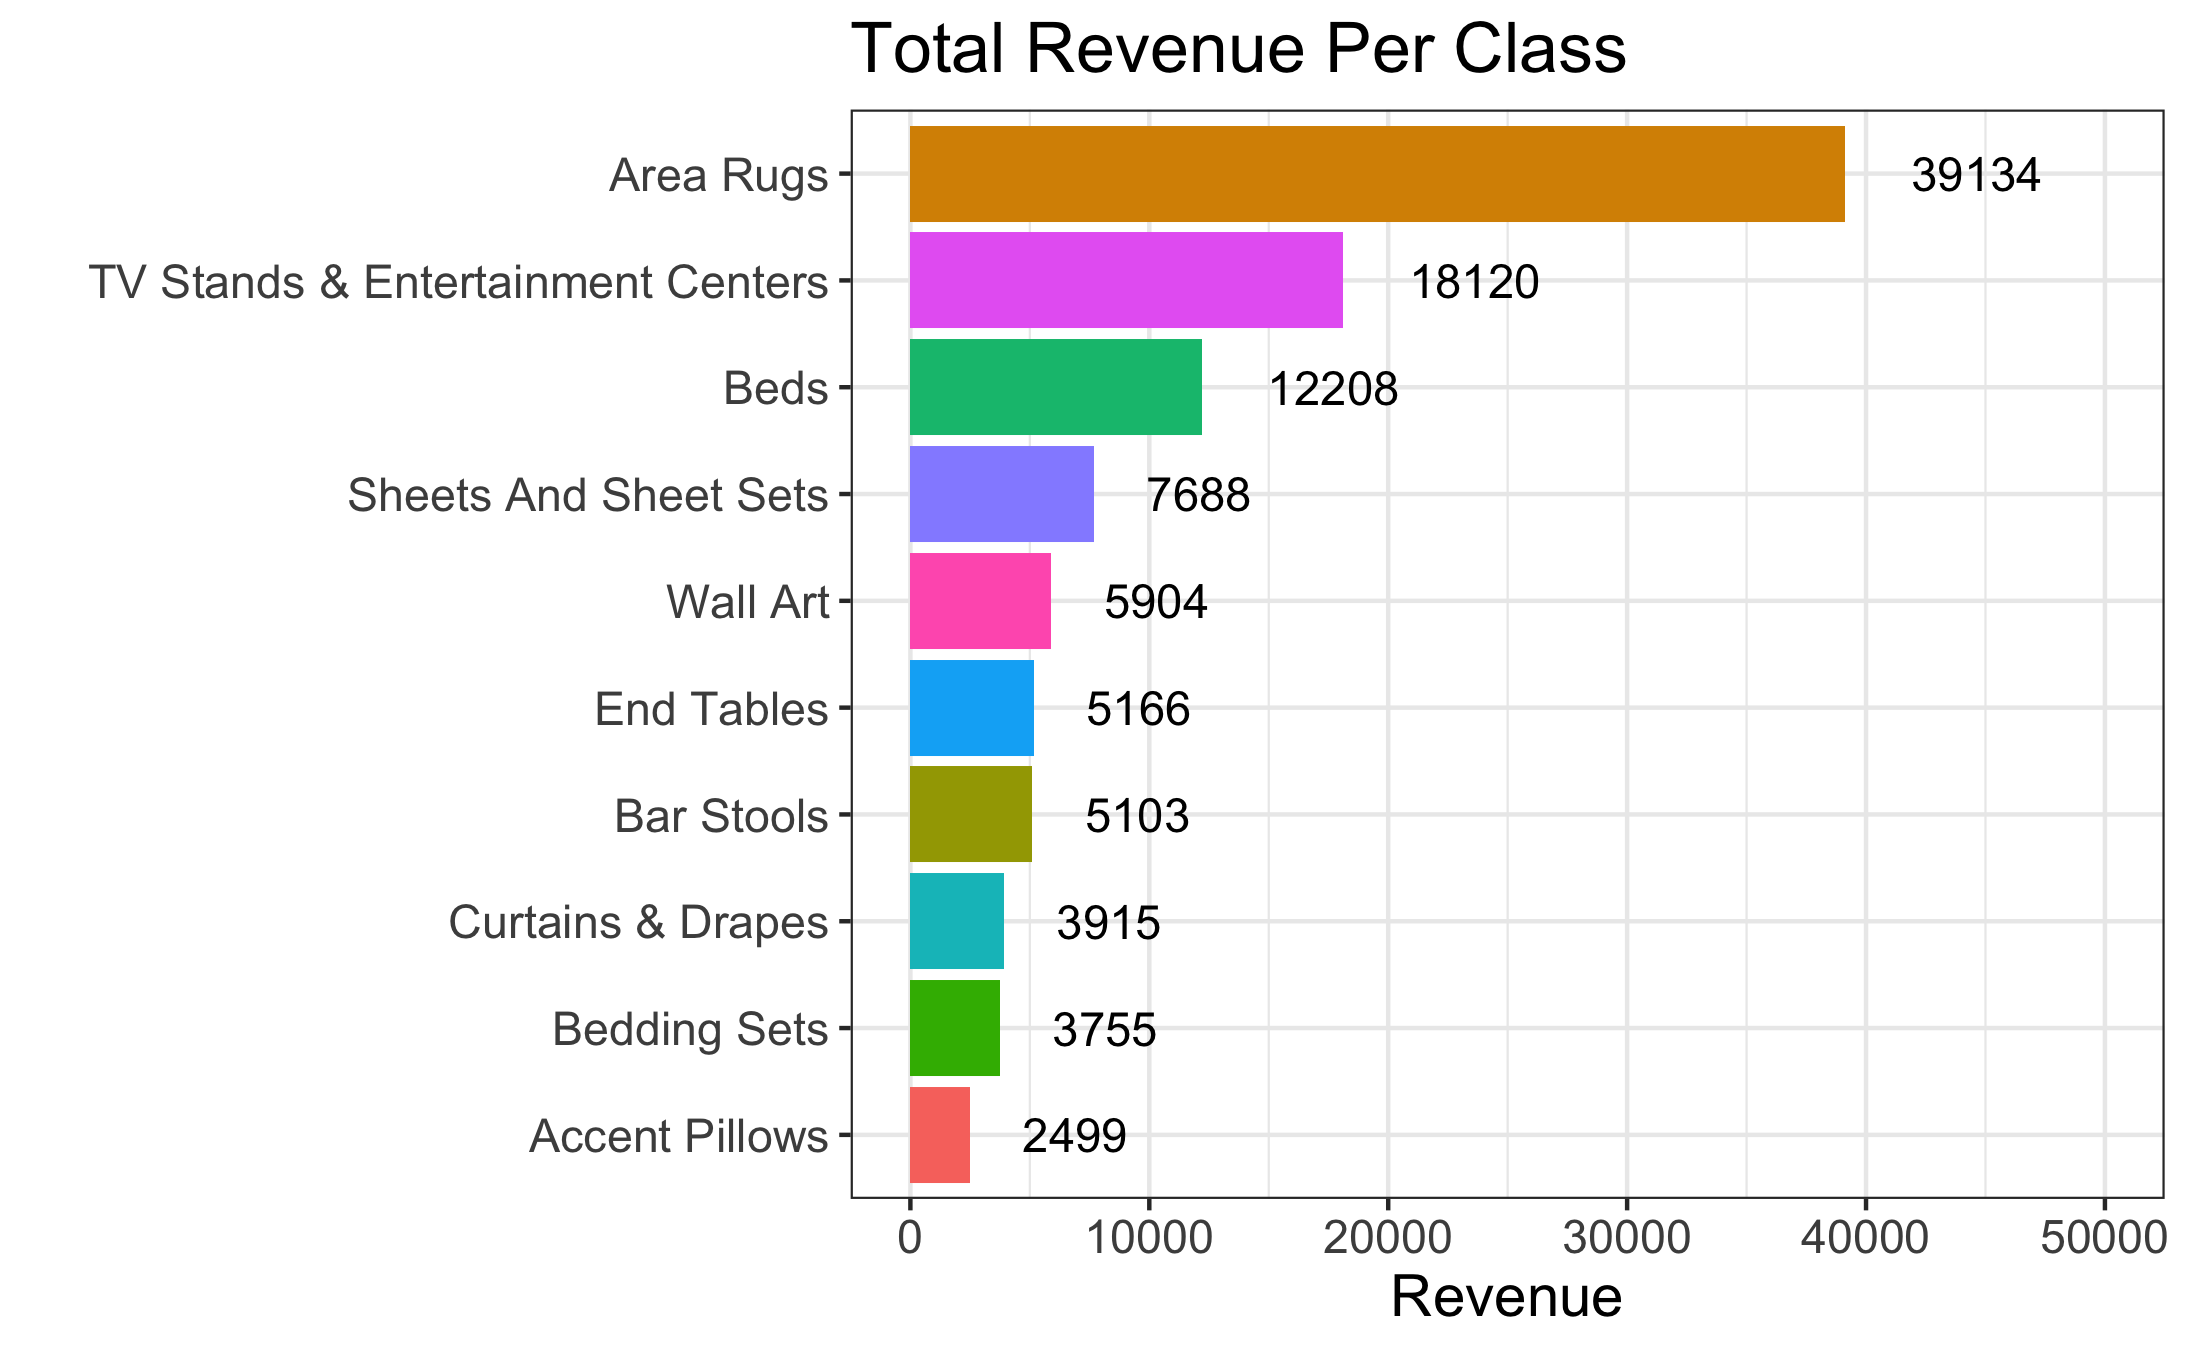 Total Revenue Per Class
Area Rugs 39134
TV Stands & Entertainment Centers 18120
Beds 12208
Sheets And Sheet Sets 7688
Wall Art 5904
End Tables 5166
Bar Stools 5103
Curtains & Drapes 3915
Bedding Sets 3755
Accent Pillows 2499
0 10000 20000 30000 40000 50000
Revenue